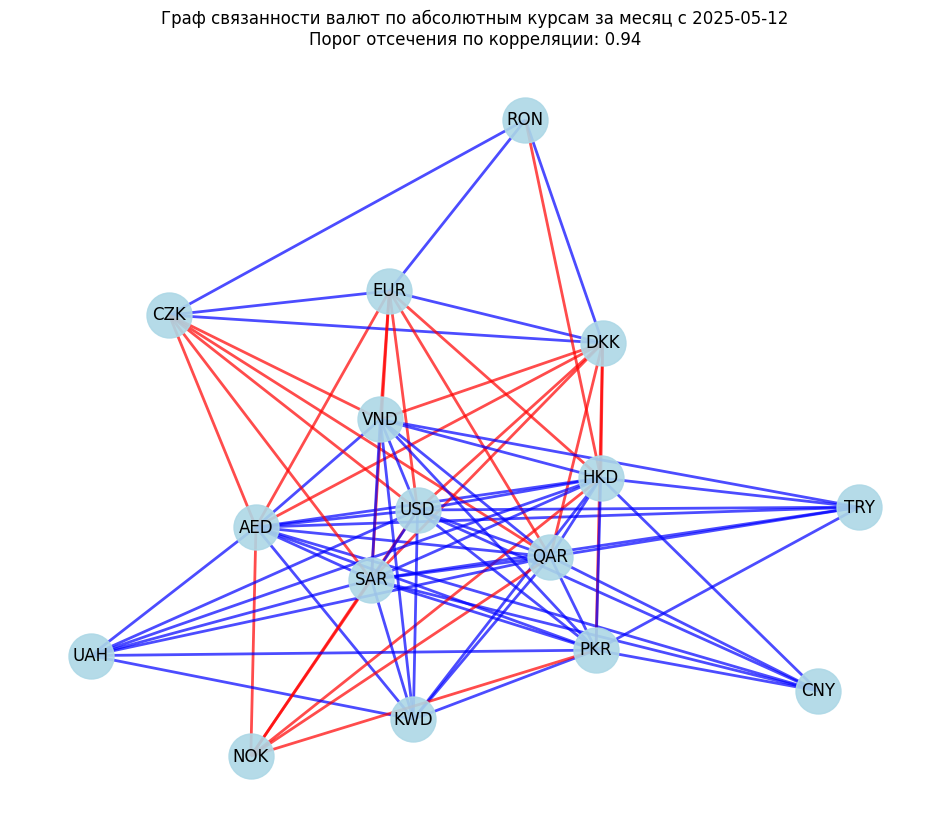 Граф связанности валют по абсолютным курсам за месяц с 2025-05-12
Порог отсечения по корреляции: 0.94
RON
EUR
CZK
DKK
VND
HKD
USD
TRY
AED
QAR
SAR
PKR
UAH
CNY
KWD
NOK